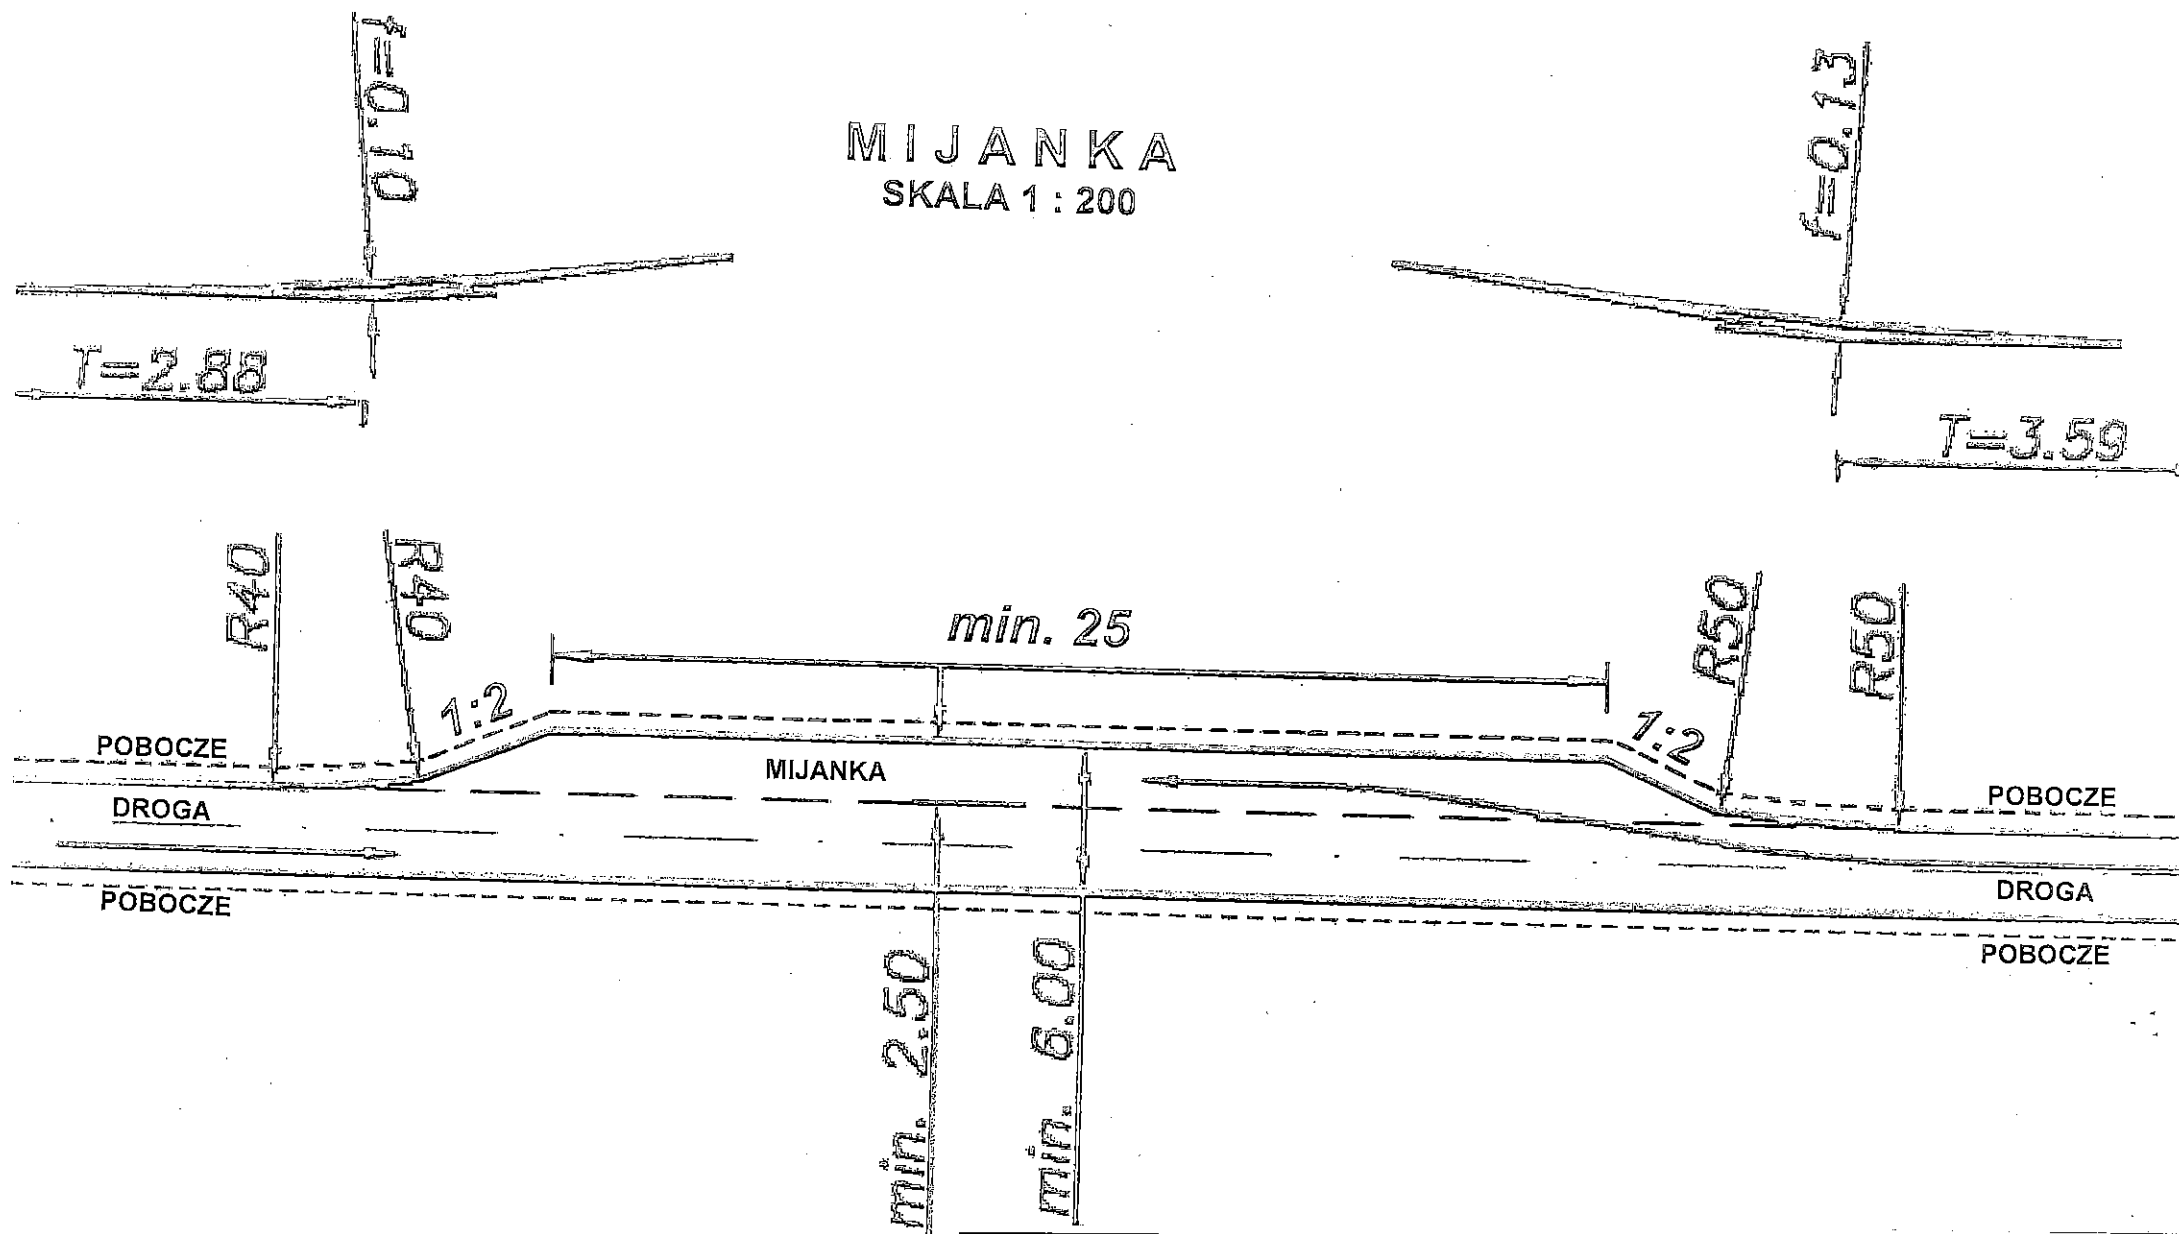 MIJANKA
SKALA 1 : 200
f=0.10
f=0.13
T=2.88
T=3.59
R40
R40
min. 25
R50
R50
1:2
1:2
POBOCZE
MIJANKA
POBOCZE
DROGA
DROGA
POBOCZE
POBOCZE
min. 2.50
min. 6.00